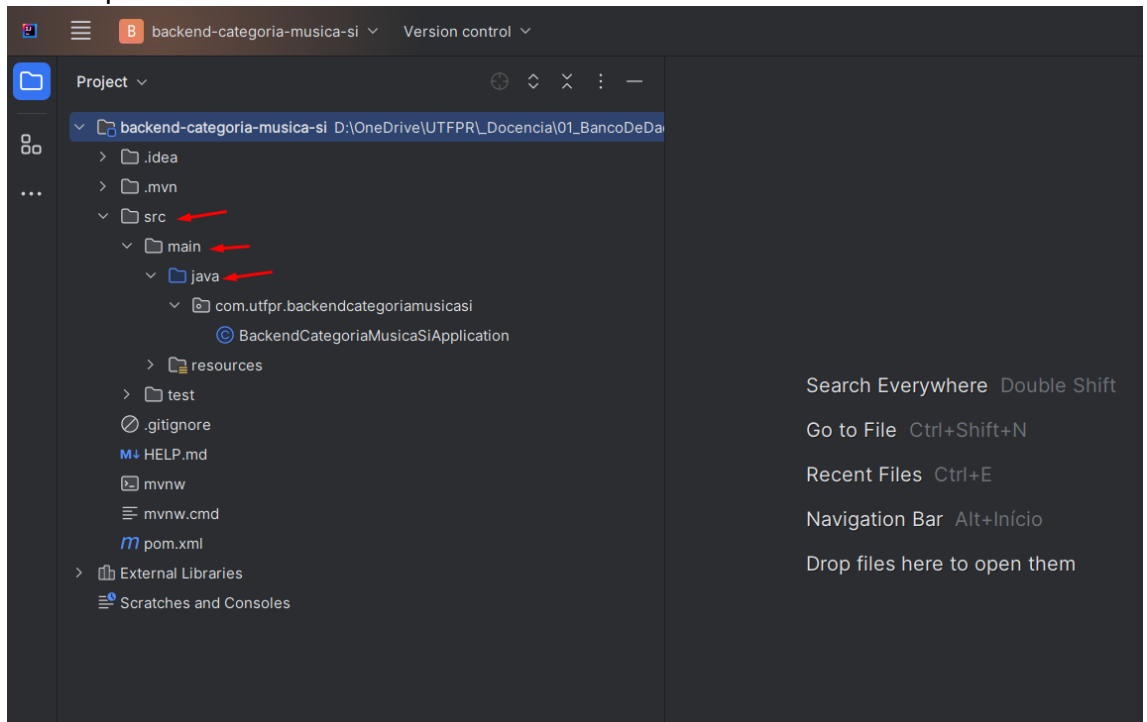 B backend-categoria-musica-si Version control
Project
backend-categoria-musica-si D:\OneDrive\UTFPR\_Docencia\01_BancoDeDa
.idea
.mvn
src
main
java
com.utfpr.backendcategoriamusicasi
C BackendCategoriaMusicaSiApplication
resources
test
.gitignore
M↓ HELP.md
mvnw
mvnw.cmd
m pom.xml
External Libraries
Scratches and Consoles
Search Everywhere Double Shift
Go to File Ctrl+Shift+N
Recent Files Ctrl+E
Navigation Bar Alt+Início
Drop files here to open them